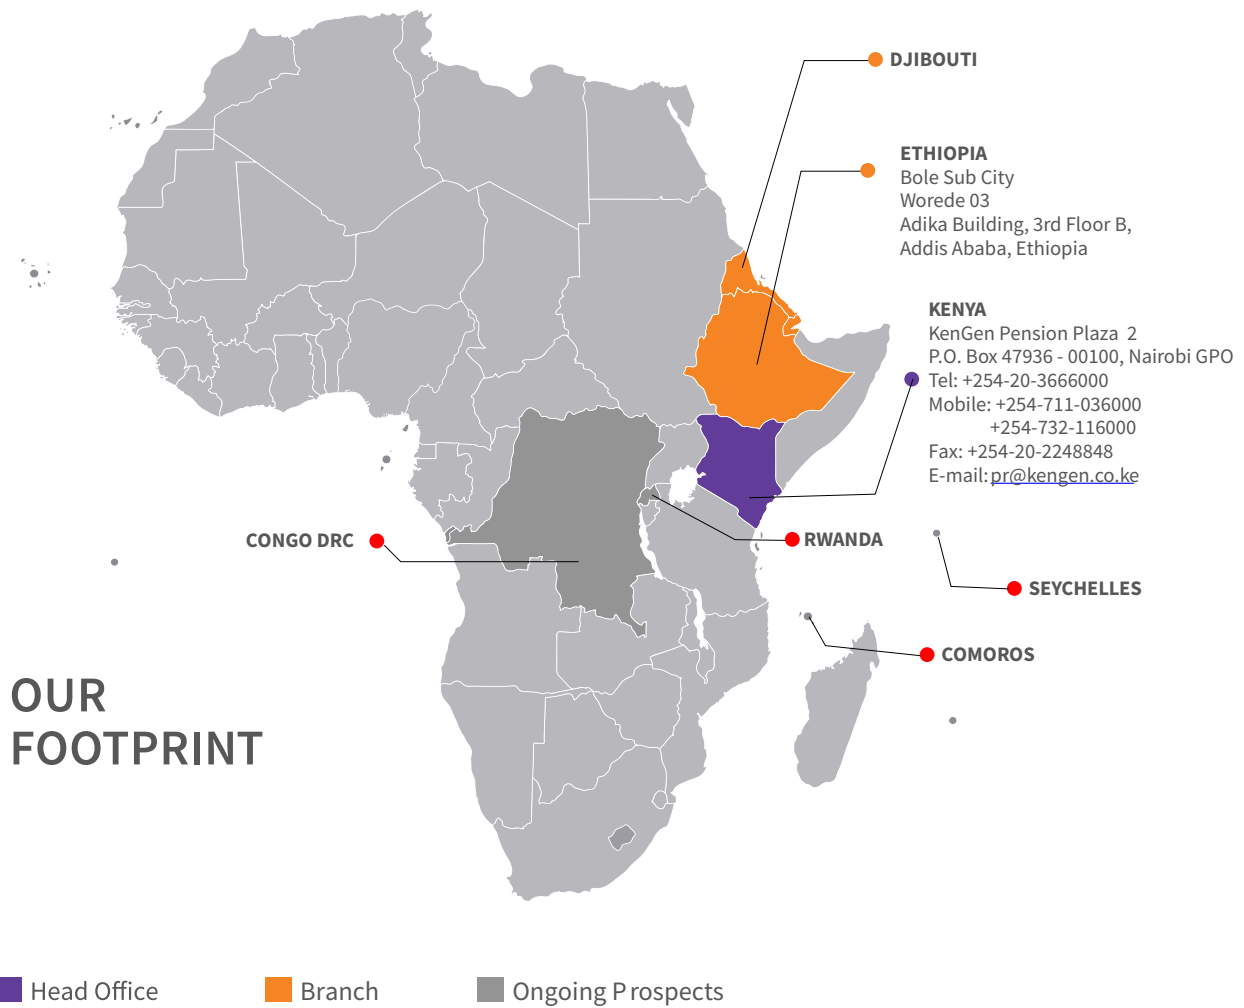 DJIBOUTI
ETHIOPIA
Bole Sub City
Worede 03
Adika Building, 3rd Floor B,
Addis Ababa, Ethiopia
KENYA
KenGen Pension Plaza 2
P.O. Box 47936 - 00100, Nairobi GPO
Tel: +254-20-3666000
Mobile: +254-711-036000
+254-732-116000
Fax: +254-20-2248848
E-mail: pr@kengen.co.ke
CONGO DRC
RWANDA
SEYCHELLES
COMOROS
OUR
FOOTPRINT
Head Office
Branch
Ongoing Prospects